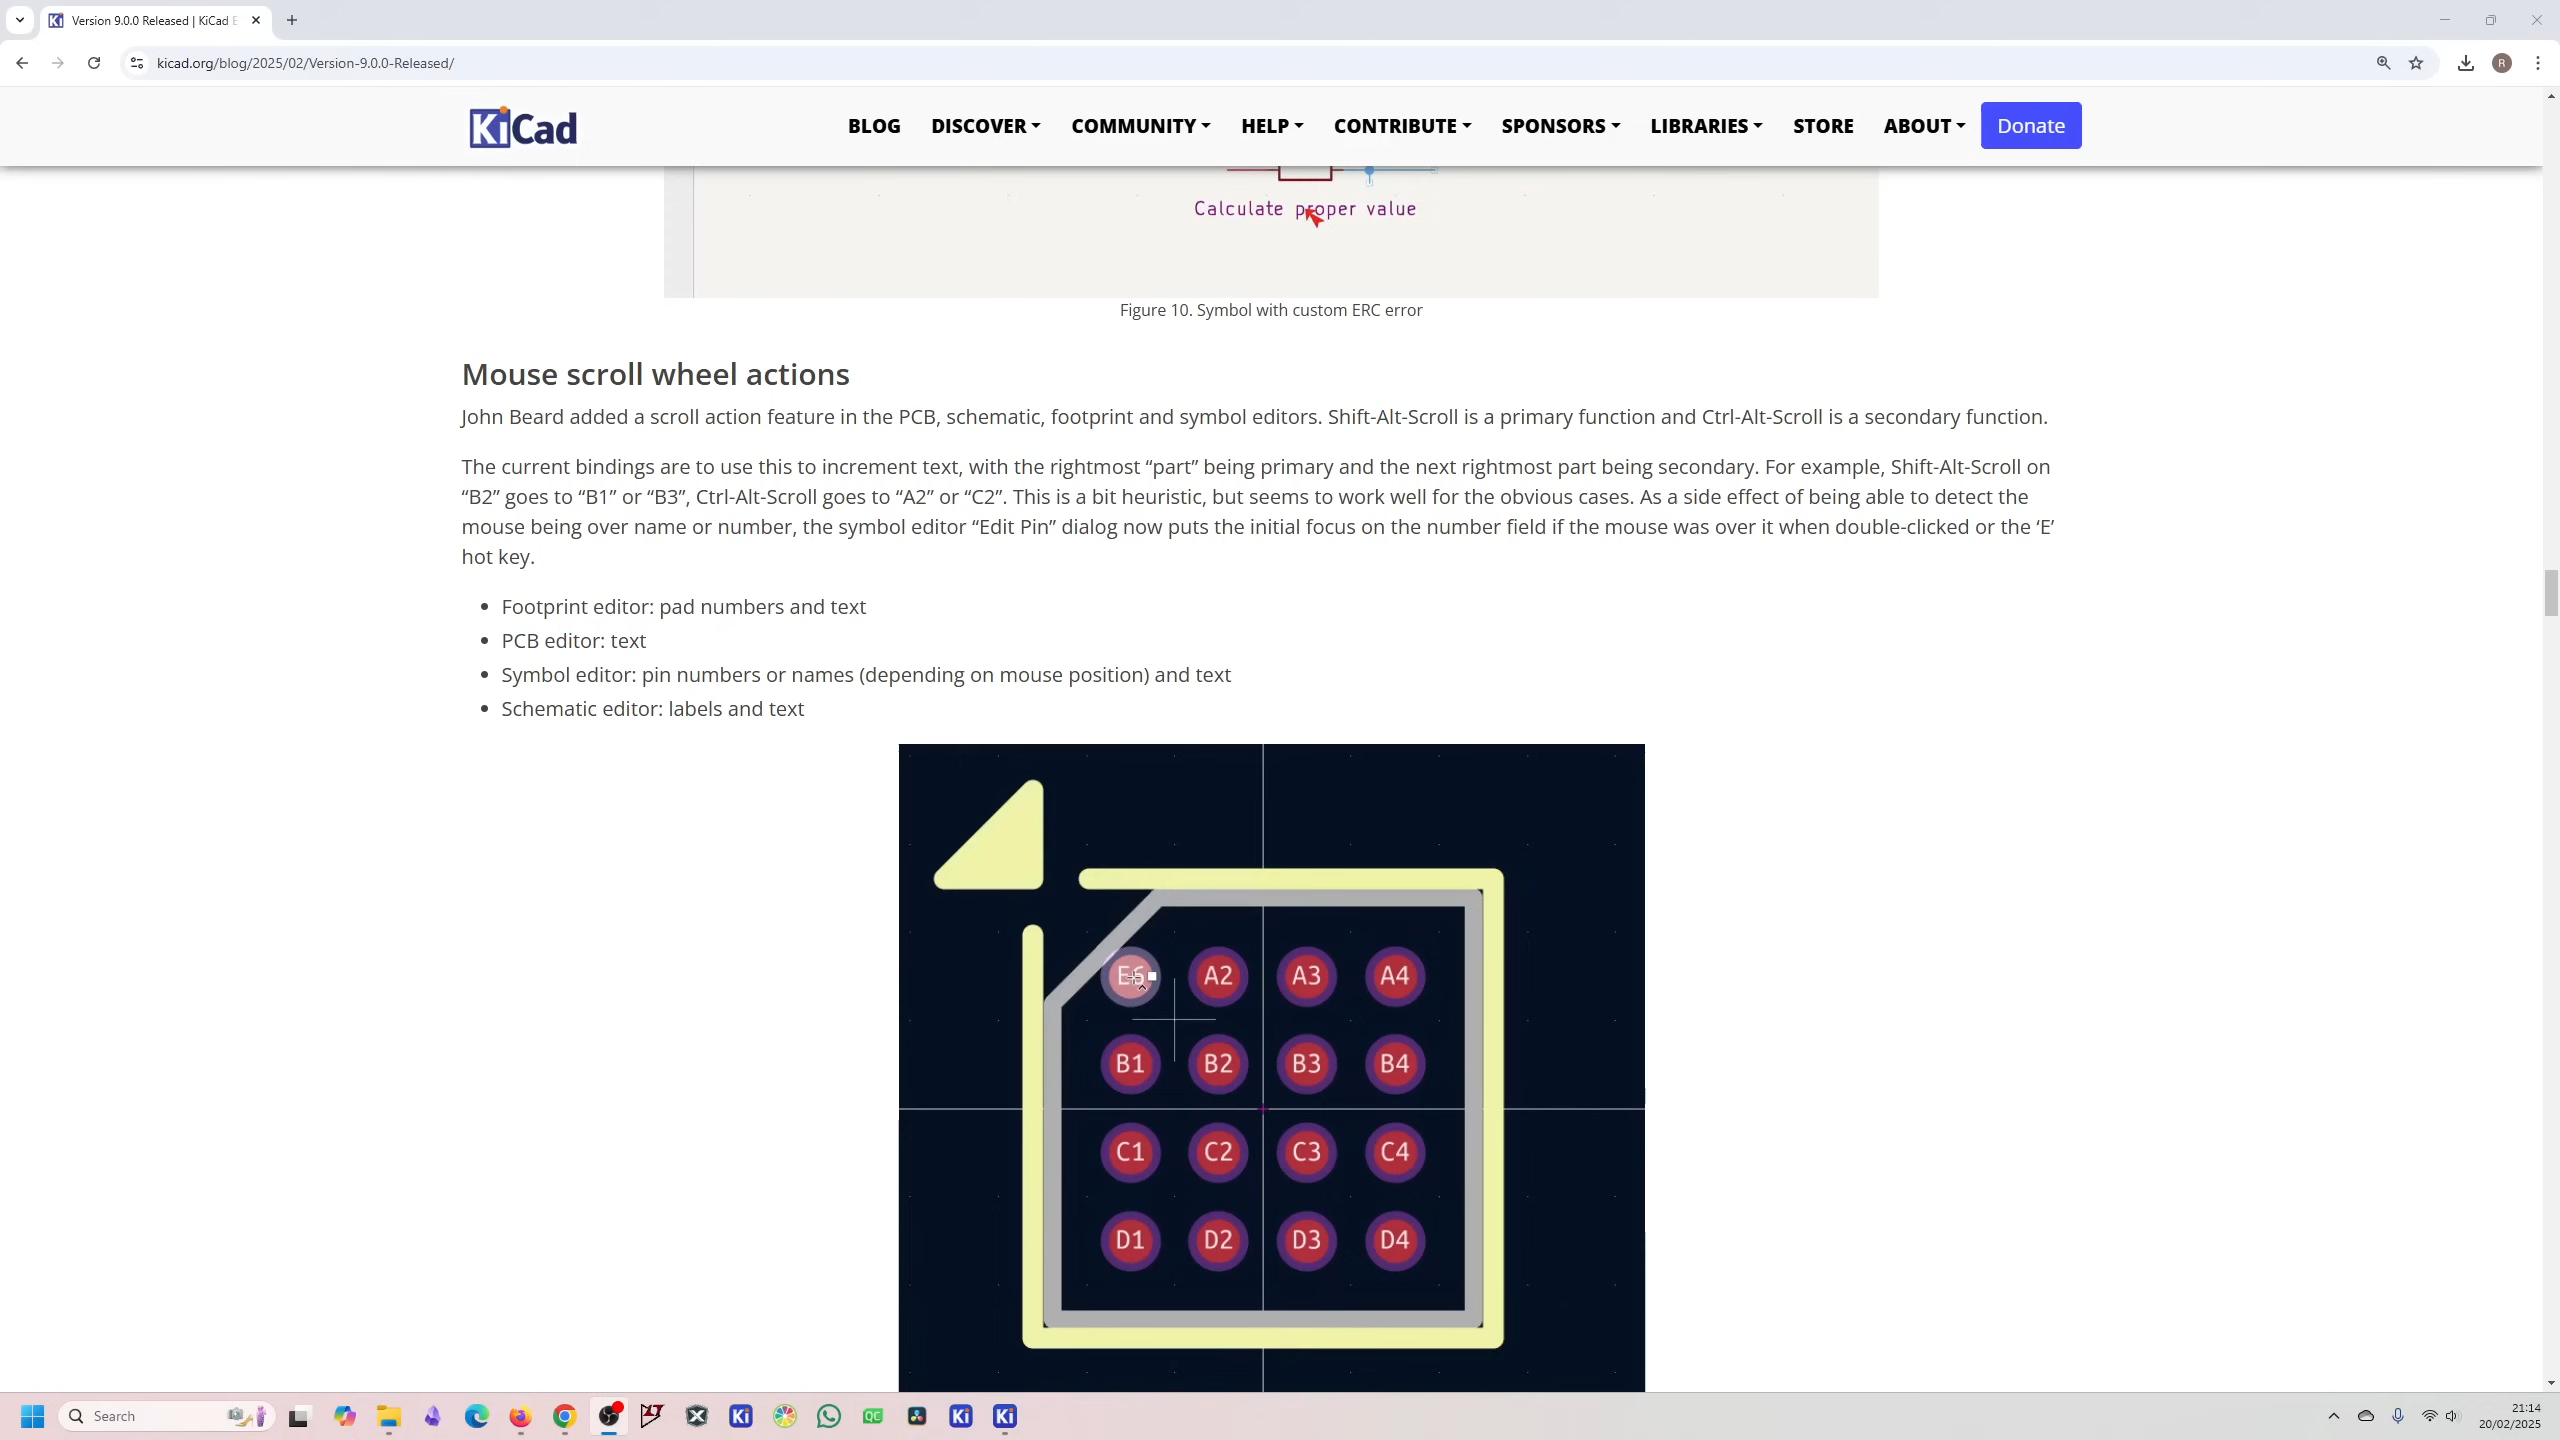 Version 9.0.0 Released | KiCad E
kicad.org/blog/2025/02/Version-9.0.0-Released/
R
KiCad
BLOG DISCOVER COMMUNITY HELP CONTRIBUTE SPONSORS LIBRARIES STORE ABOUT Donate
Calculate proper value
Figure 10. Symbol with custom ERC error
Mouse scroll wheel actions
John Beard added a scroll action feature in the PCB, schematic, footprint and symbol editors. Shift-Alt-Scroll is a primary function and Ctrl-Alt-Scroll is a secondary function.
The current bindings are to use this to increment text, with the rightmost “part” being primary and the next rightmost part being secondary. For example, Shift-Alt-Scroll on
“B2” goes to “B1” or “B3”, Ctrl-Alt-Scroll goes to “A2” or “C2”. This is a bit heuristic, but seems to work well for the obvious cases. As a side effect of being able to detect the
mouse being over name or number, the symbol editor “Edit Pin” dialog now puts the initial focus on the number field if the mouse was over it when double-clicked or the ‘E’
hot key.
• Footprint editor: pad numbers and text
• PCB editor: text
• Symbol editor: pin numbers or names (depending on mouse position) and text
• Schematic editor: labels and text
E6 A2 A3 A4
B1 B2 B3 B4
C1 C2 C3 C4
D1 D2 D3 D4
Search
Ki
QC
Ki
Ki
21:14
20/02/2025